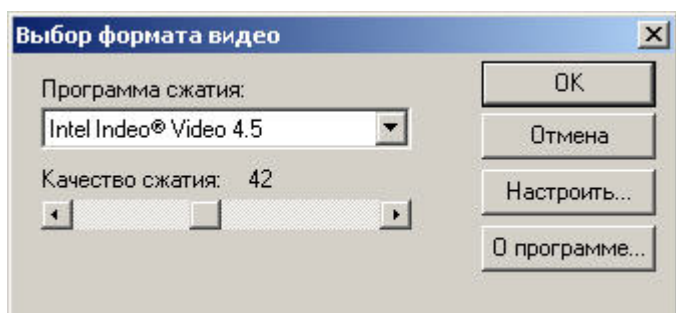 Выбор формата видео
Программа сжатия:
Intel Indeo® Video 4.5
Качество сжатия: 42
OK
Отмена
Настроить...
О программе...